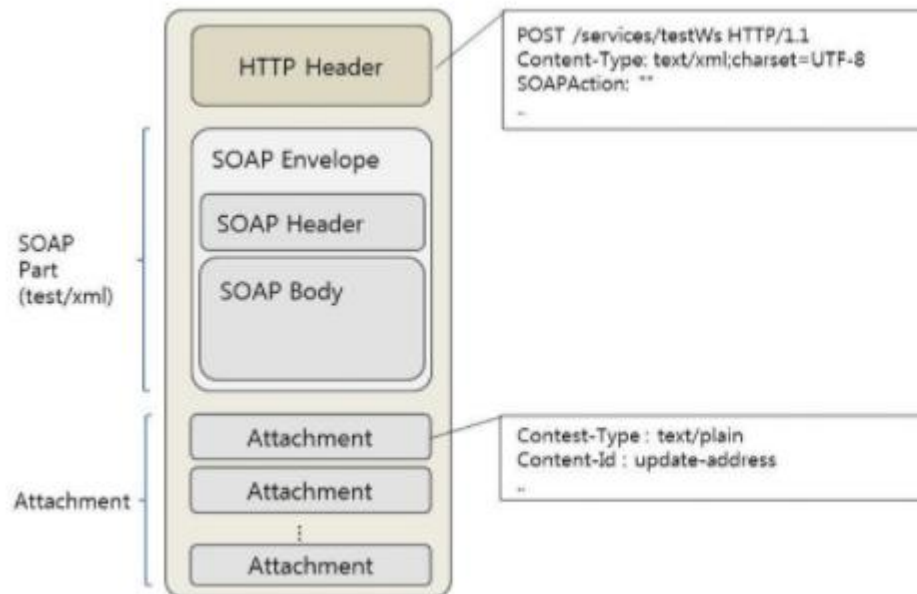 HTTP Header
POST /services/testWs HTTP/1.1
Content-Type: text/xml;charset=UTF-8
SOAPAction: ""
..
SOAP Envelope
SOAP Header
SOAP Body
SOAP
Part
(test/xml)
Attachment
Contest-Type : text/plain
Content-Id : update-address
..
Attachment
Attachment
Attachment